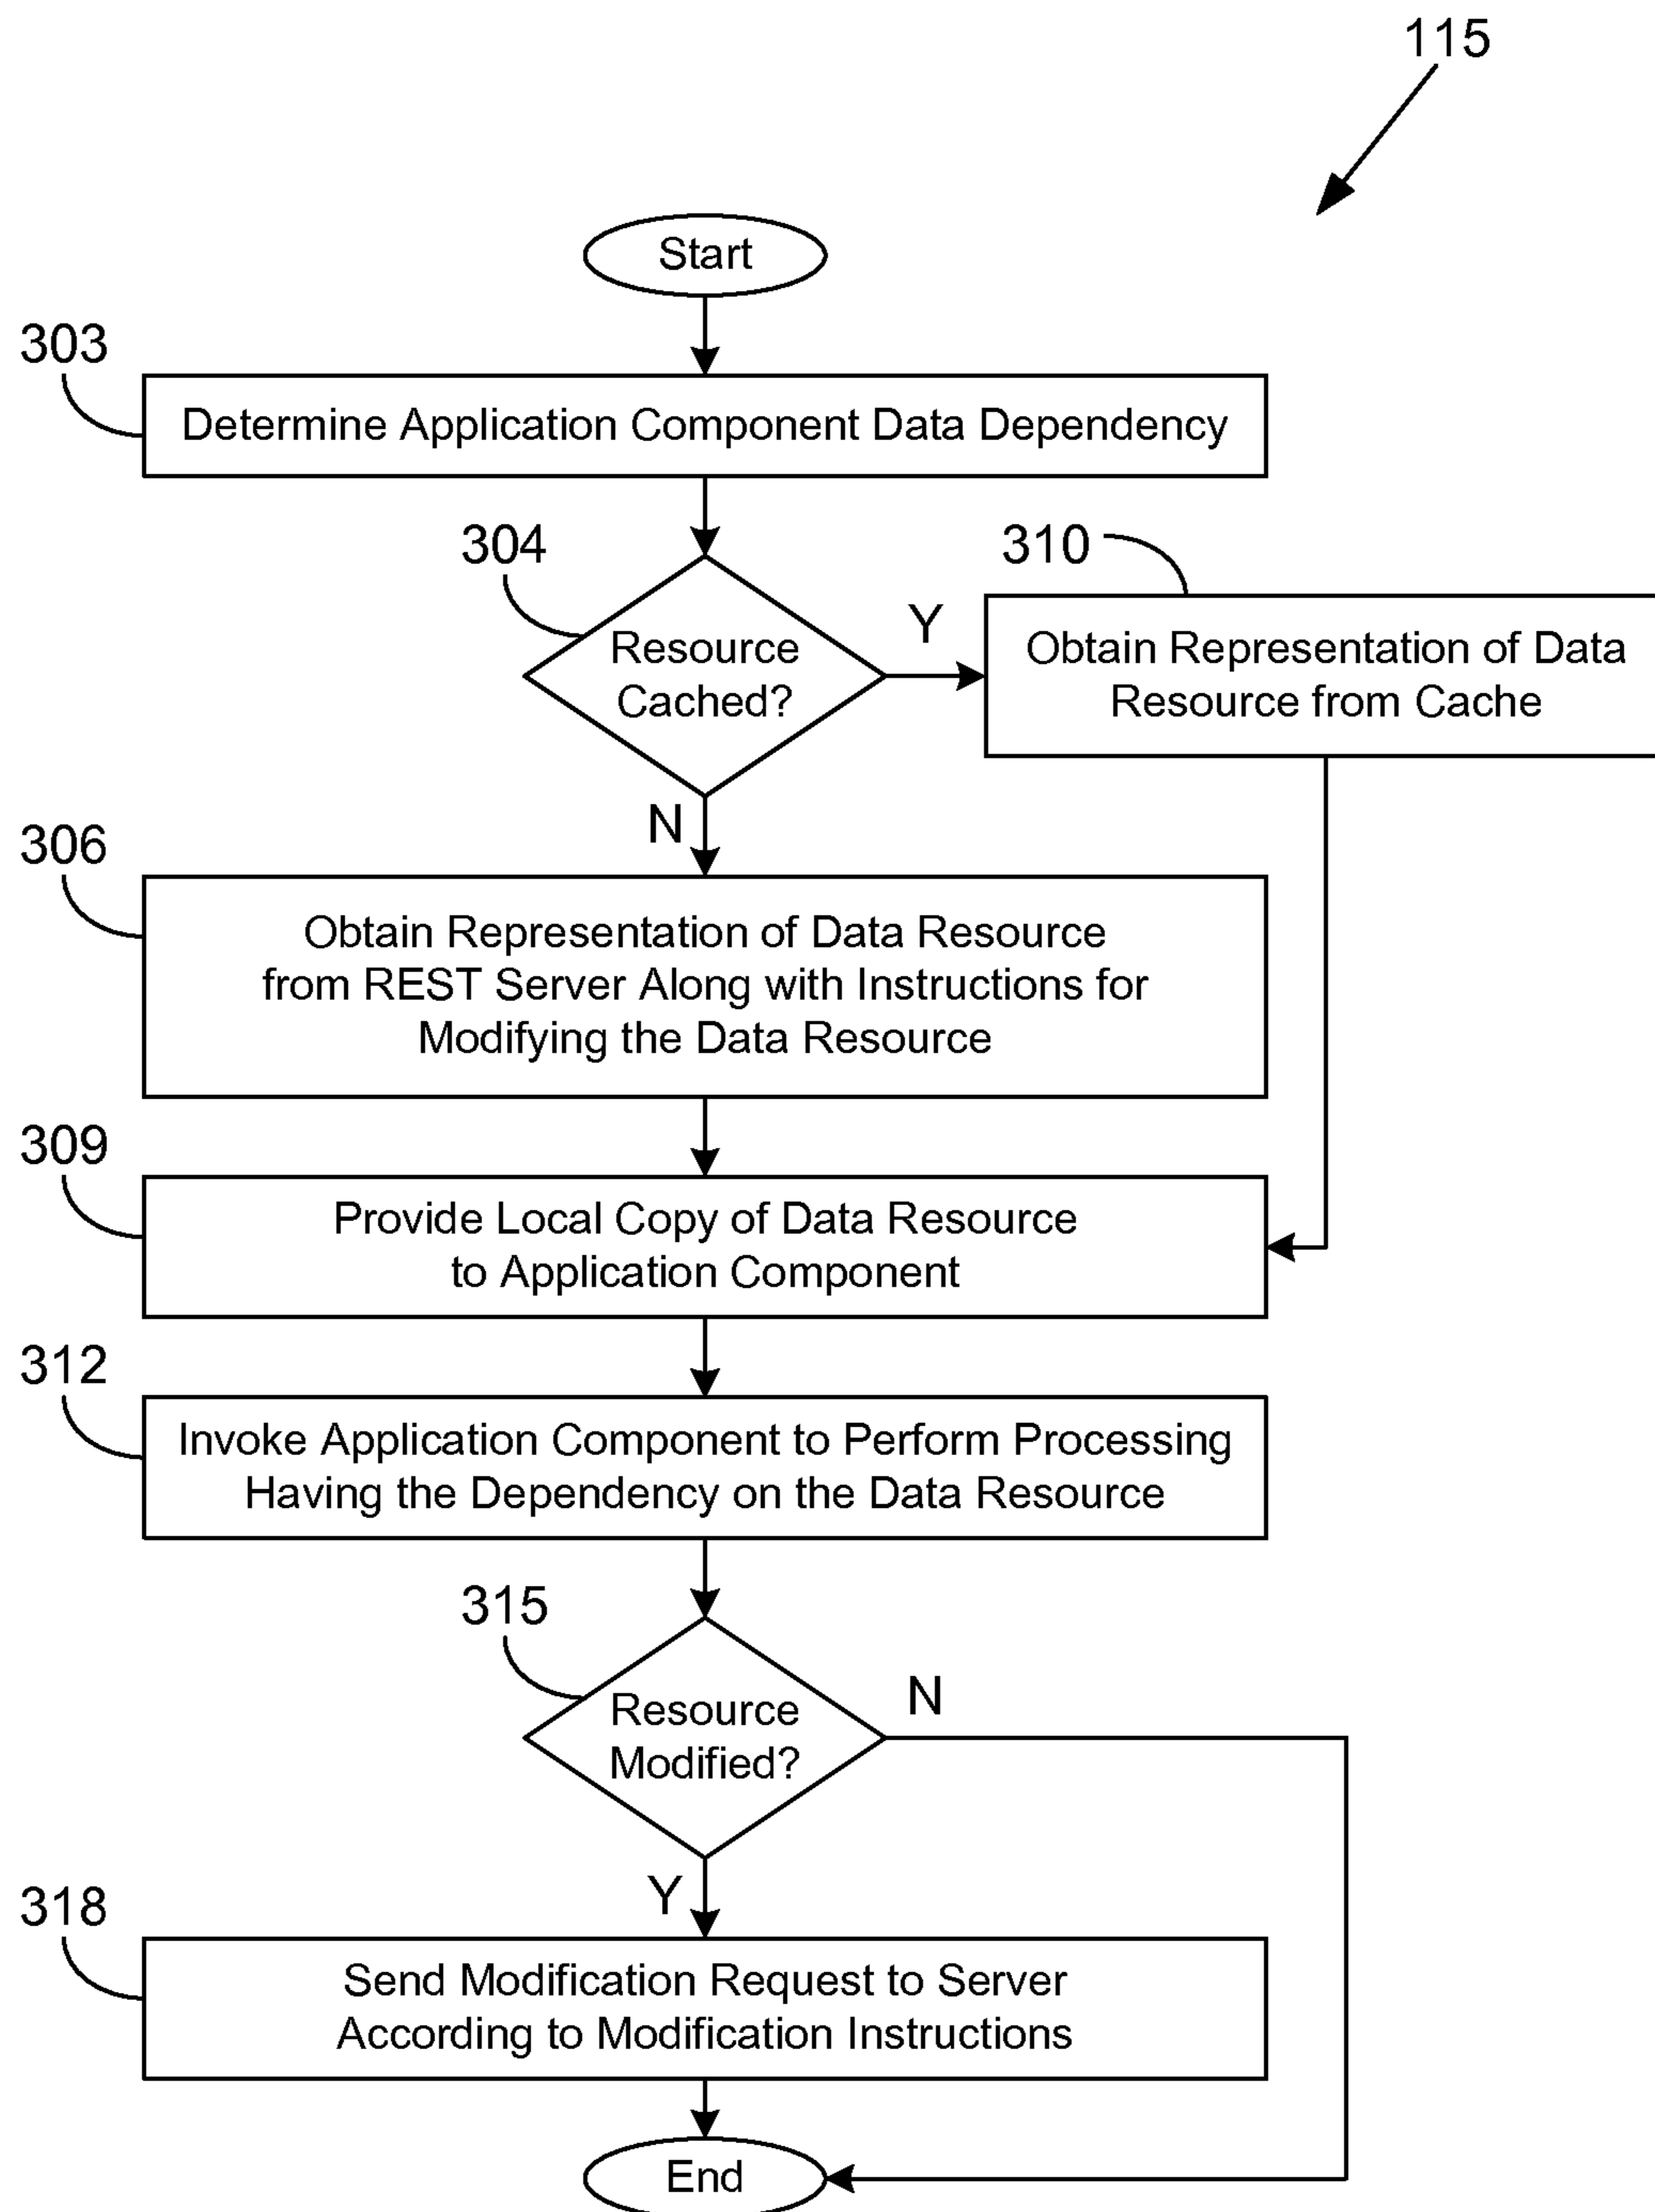 115
Start
303
Determine Application Component Data Dependency
304
310
Resource
Cached?
Y
Obtain Representation of Data
Resource from Cache
N
306
Obtain Representation of Data Resource
from REST Server Along with Instructions for
Modifying the Data Resource
309
Provide Local Copy of Data Resource
to Application Component
312
Invoke Application Component to Perform Processing
Having the Dependency on the Data Resource
315
Resource
Modified?
N
Y
318
Send Modification Request to Server
According to Modification Instructions
End